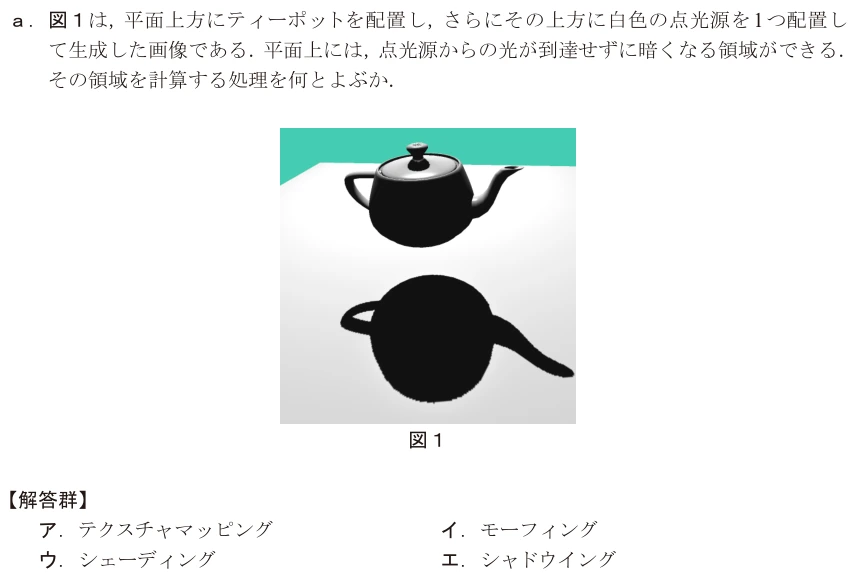 a．図1は，平面上方にティーポットを配置し，さらにその上方に白色の点光源を1つ配置し
て生成した画像である．平面上には，点光源からの光が到達せずに暗くなる領域ができる．
その領域を計算する処理を何とよぶか．
図1
【解答群】
ア．テクスチャマッピング　イ．モーフィング
ウ．シェーディング　エ．シャドウイング